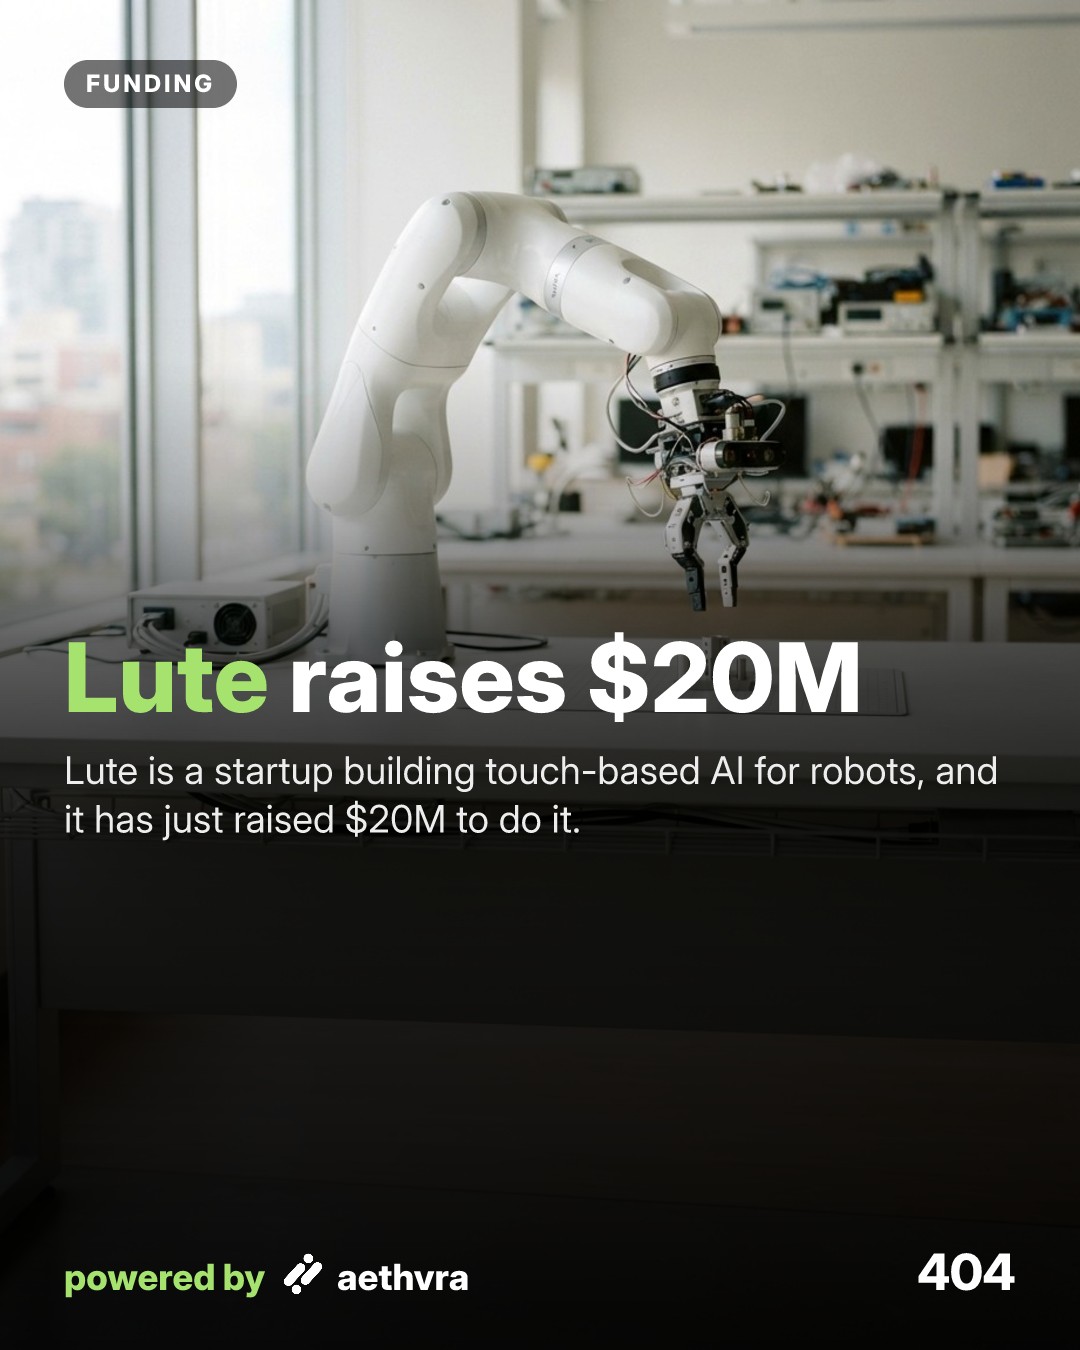 FUNDING
Lute raises $20M
Lute is a startup building touch-based AI for robots, and
it has just raised $20M to do it.
powered by aethvra
404